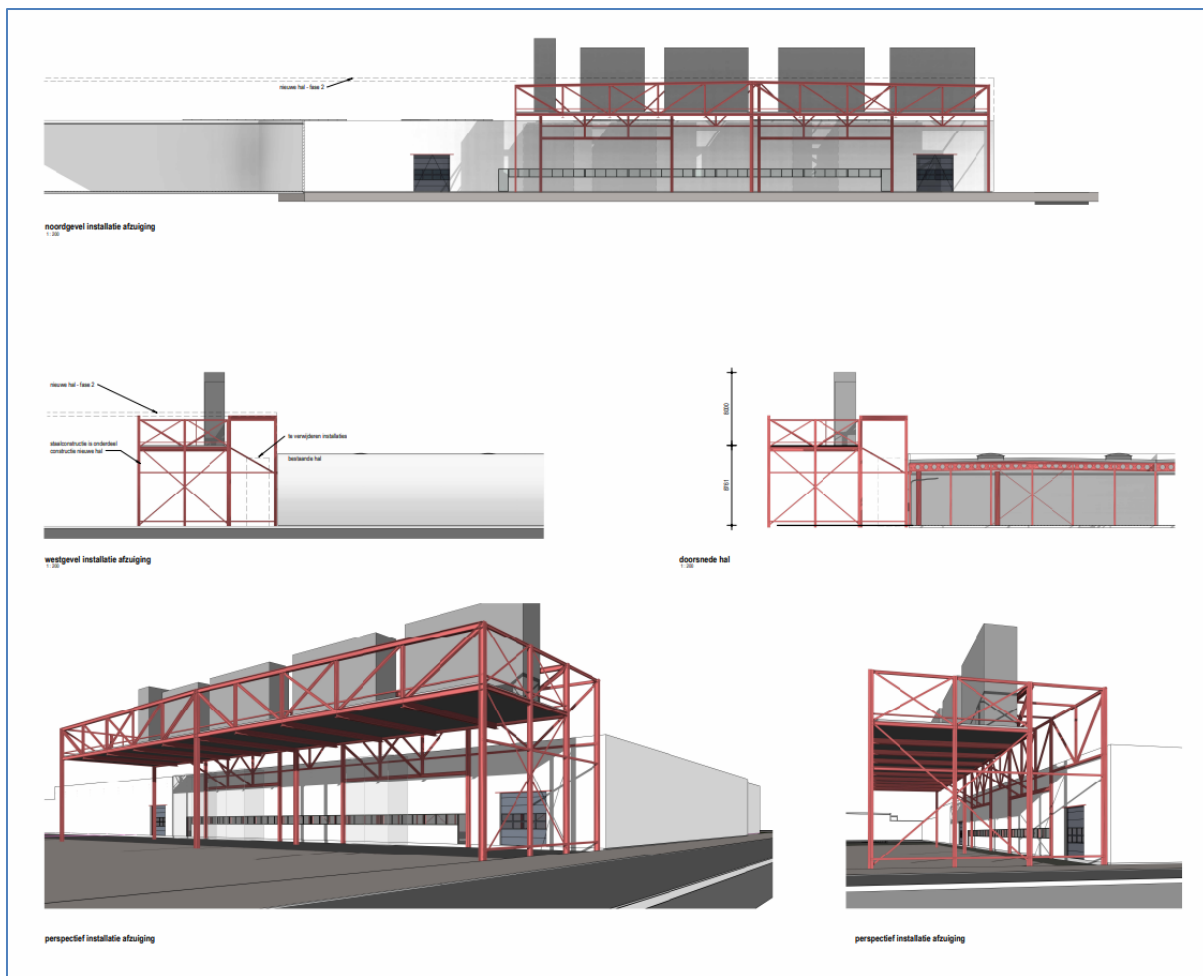 nieuwe hal - fase 2
noordgevel installatie afzuiging
1 : 200
nieuwe hal - fase 2
staalconstructie is onderdeel
constructie nieuwe hal
te verwijderen installaties
bestaande hal
westgevel installatie afzuiging
1 : 200
8000
8161
doorsnede hal
1 : 200
perspectief installatie afzuiging
perspectief installatie afzuiging